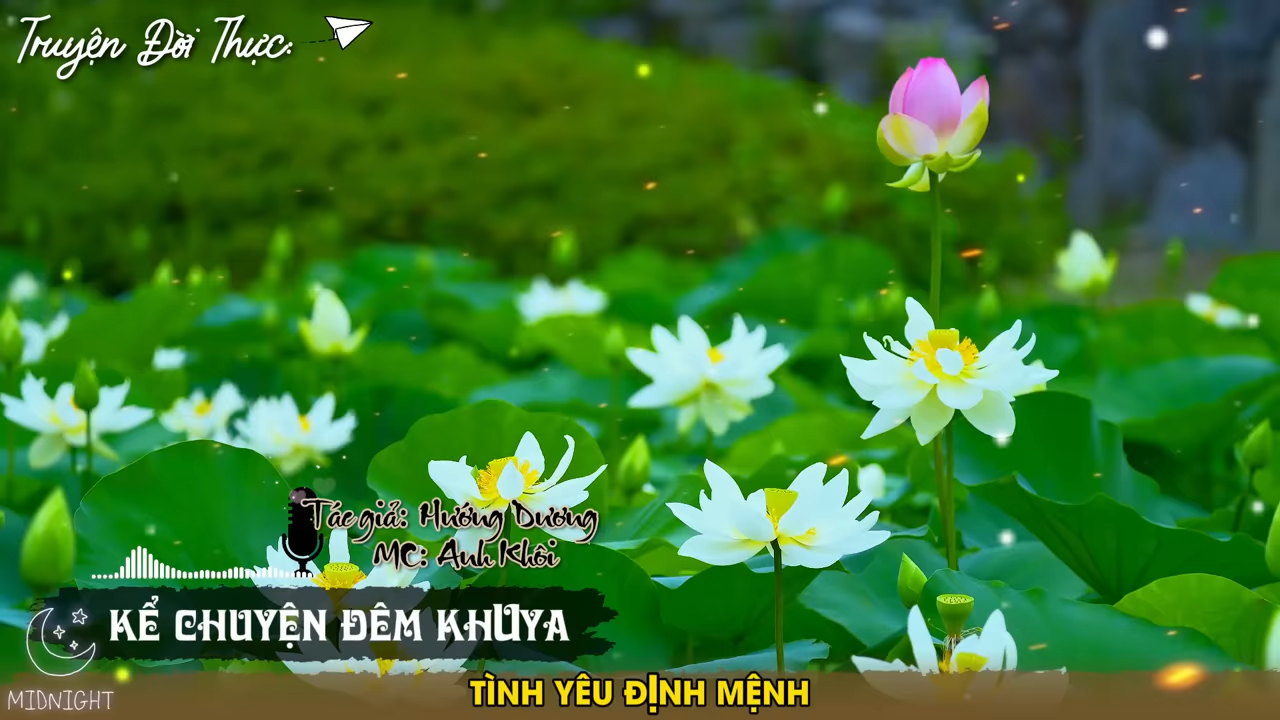 Truyện Đời Thực:
Tác giả: Hướng Dương
MC: Anh Khôi
KỂ CHUYỆN ĐÊM KHUYA
MIDNIGHT
TÌNH YÊU ĐỊNH MỆNH